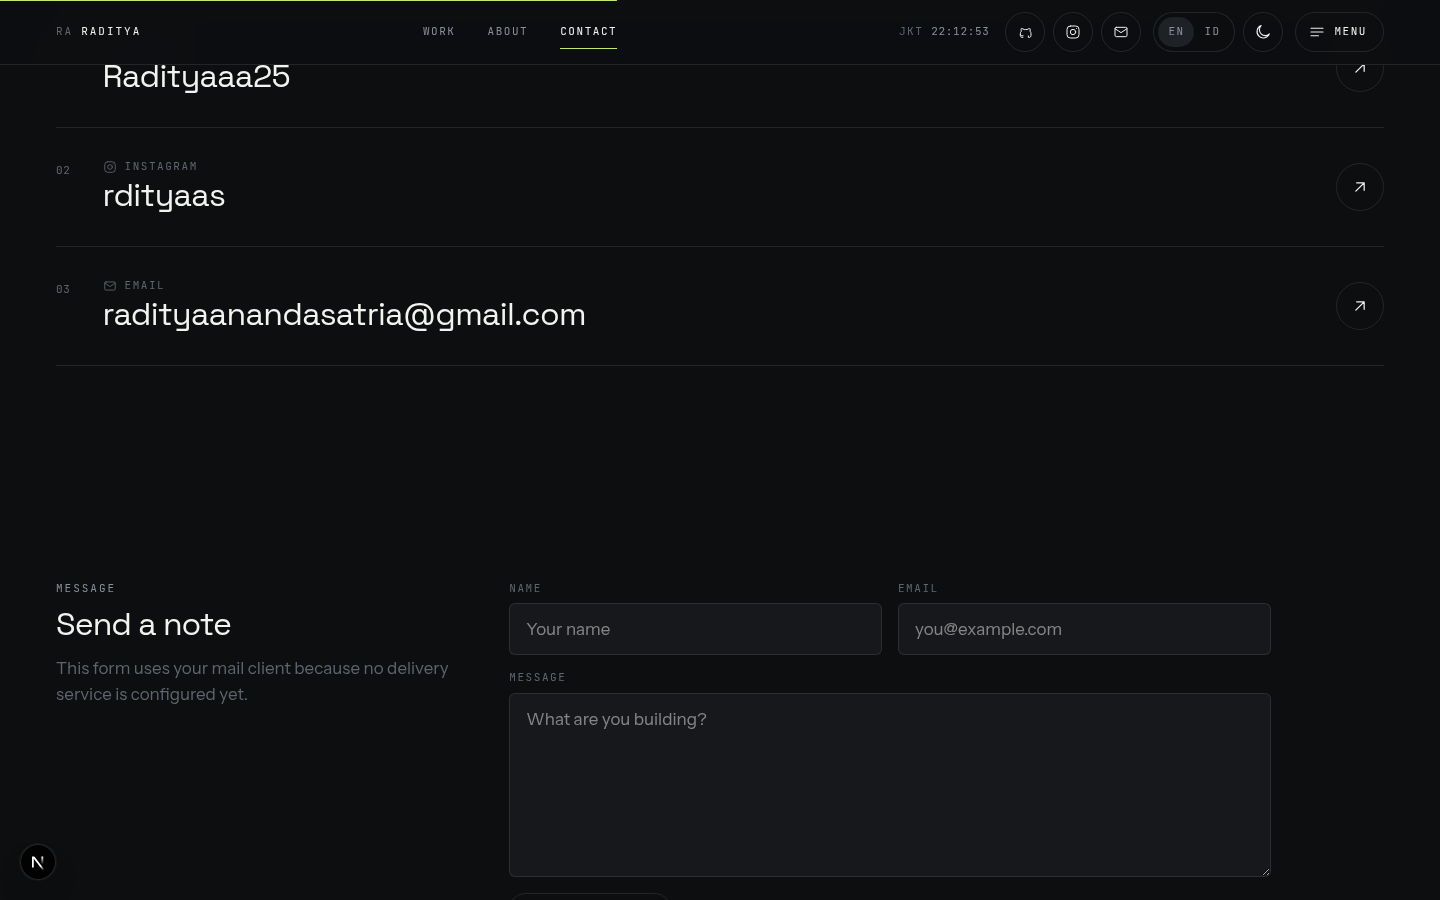 RA RADITYA
WORK
ABOUT
CONTACT
JKT 22:12:53
EN
ID
MENU
Radityaaa25
02
INSTAGRAM
rdityaas
03
EMAIL
radityaanandasatria@gmail.com
MESSAGE
Send a note
This form uses your mail client because no delivery
service is configured yet.
NAME
EMAIL
Your name
you@example.com
MESSAGE
What are you building?
N